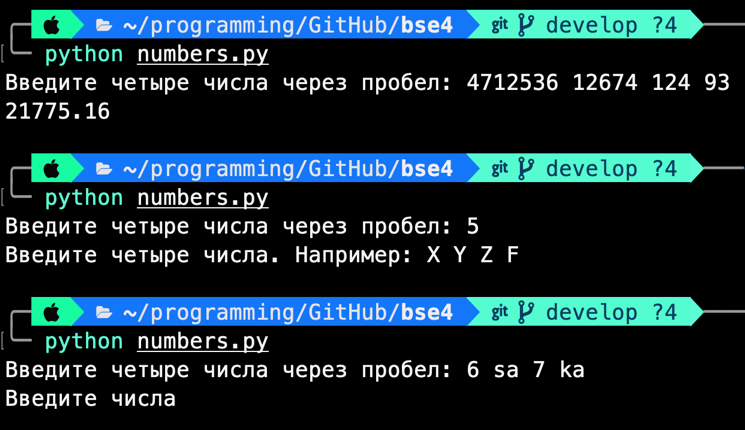 ~/programming/GitHub/bse4 git develop ?4
python numbers.py
Введите четыре числа через пробел: 4712536 12674 124 93
21775.16
~/programming/GitHub/bse4 git develop ?4
python numbers.py
Введите четыре числа через пробел: 5
Введите четыре числа. Например: X Y Z F
~/programming/GitHub/bse4 git develop ?4
python numbers.py
Введите четыре числа через пробел: 6 sa 7 ka
Введите числа